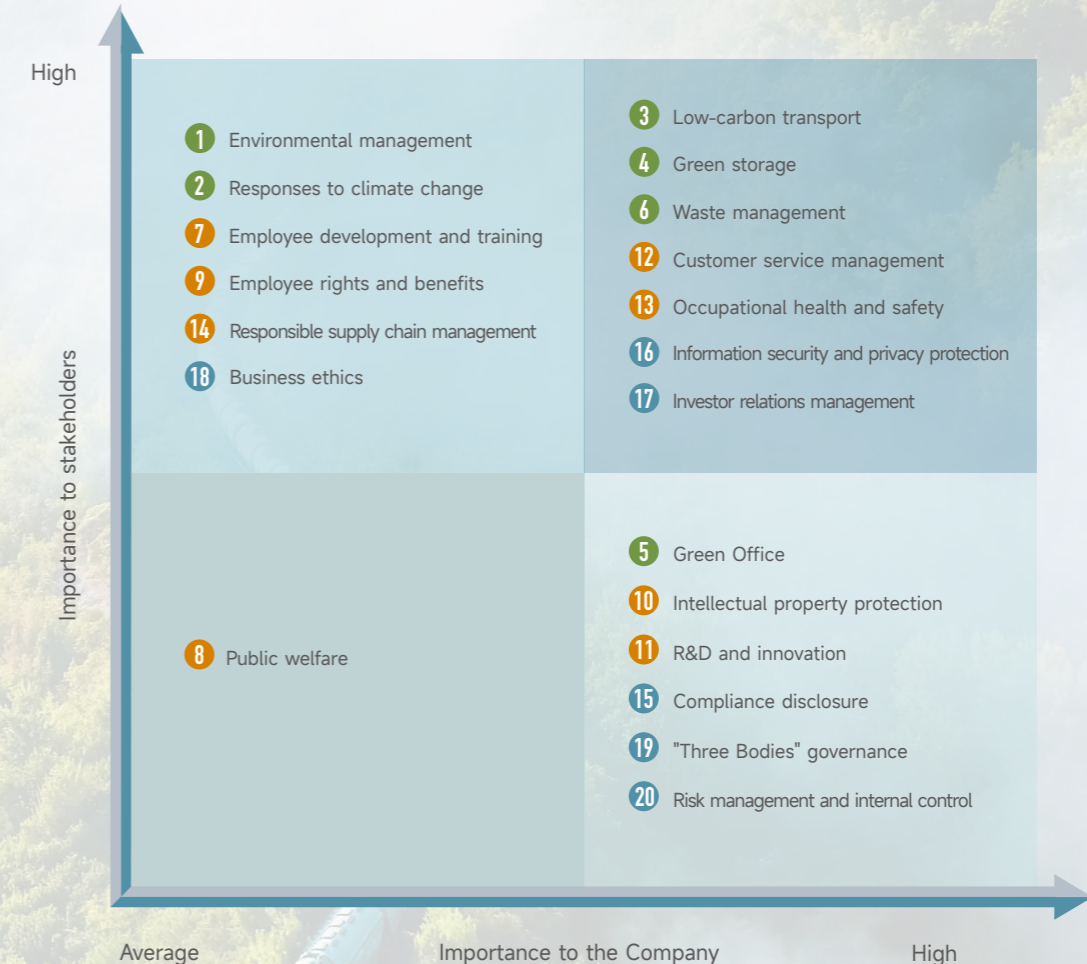 High
Importance to stakeholders
1 Environmental management
2 Responses to climate change
7 Employee development and training
9 Employee rights and benefits
14 Responsible supply chain management
18 Business ethics
3 Low-carbon transport
4 Green storage
6 Waste management
12 Customer service management
13 Occupational health and safety
16 Information security and privacy protection
17 Investor relations management
8 Public welfare
5 Green Office
10 Intellectual property protection
11 R&D and innovation
15 Compliance disclosure
19 "Three Bodies" governance
20 Risk management and internal control
Average
Importance to the Company
High